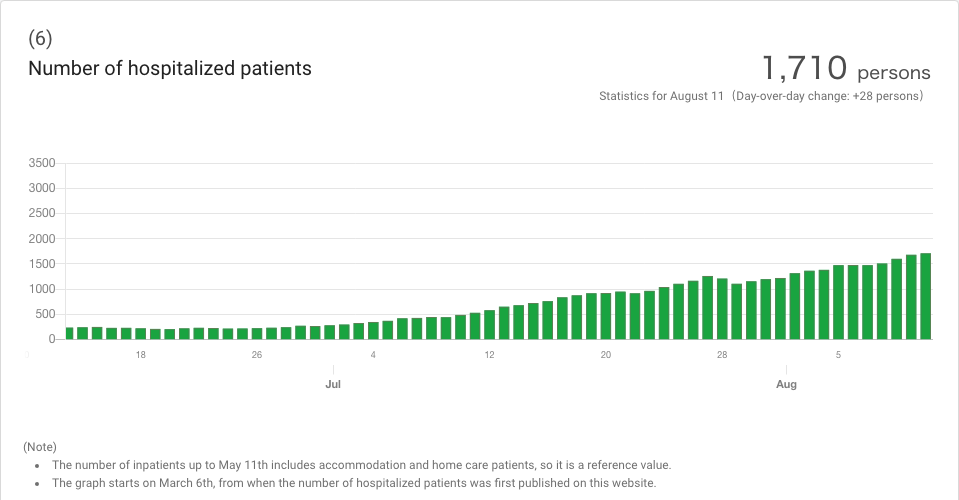 (6)
Number of hospitalized patients
1,710 persons
Statistics for August 11（Day-over-day change: +28 persons）
3500
3000
2500
2000
1500
1000
500
0
18 26 4 12 20 28 5
Jul Aug
(Note)
• The number of inpatients up to May 11th includes accommodation and home care patients, so it is a reference value.
• The graph starts on March 6th, from when the number of hospitalized patients was first published on this website.